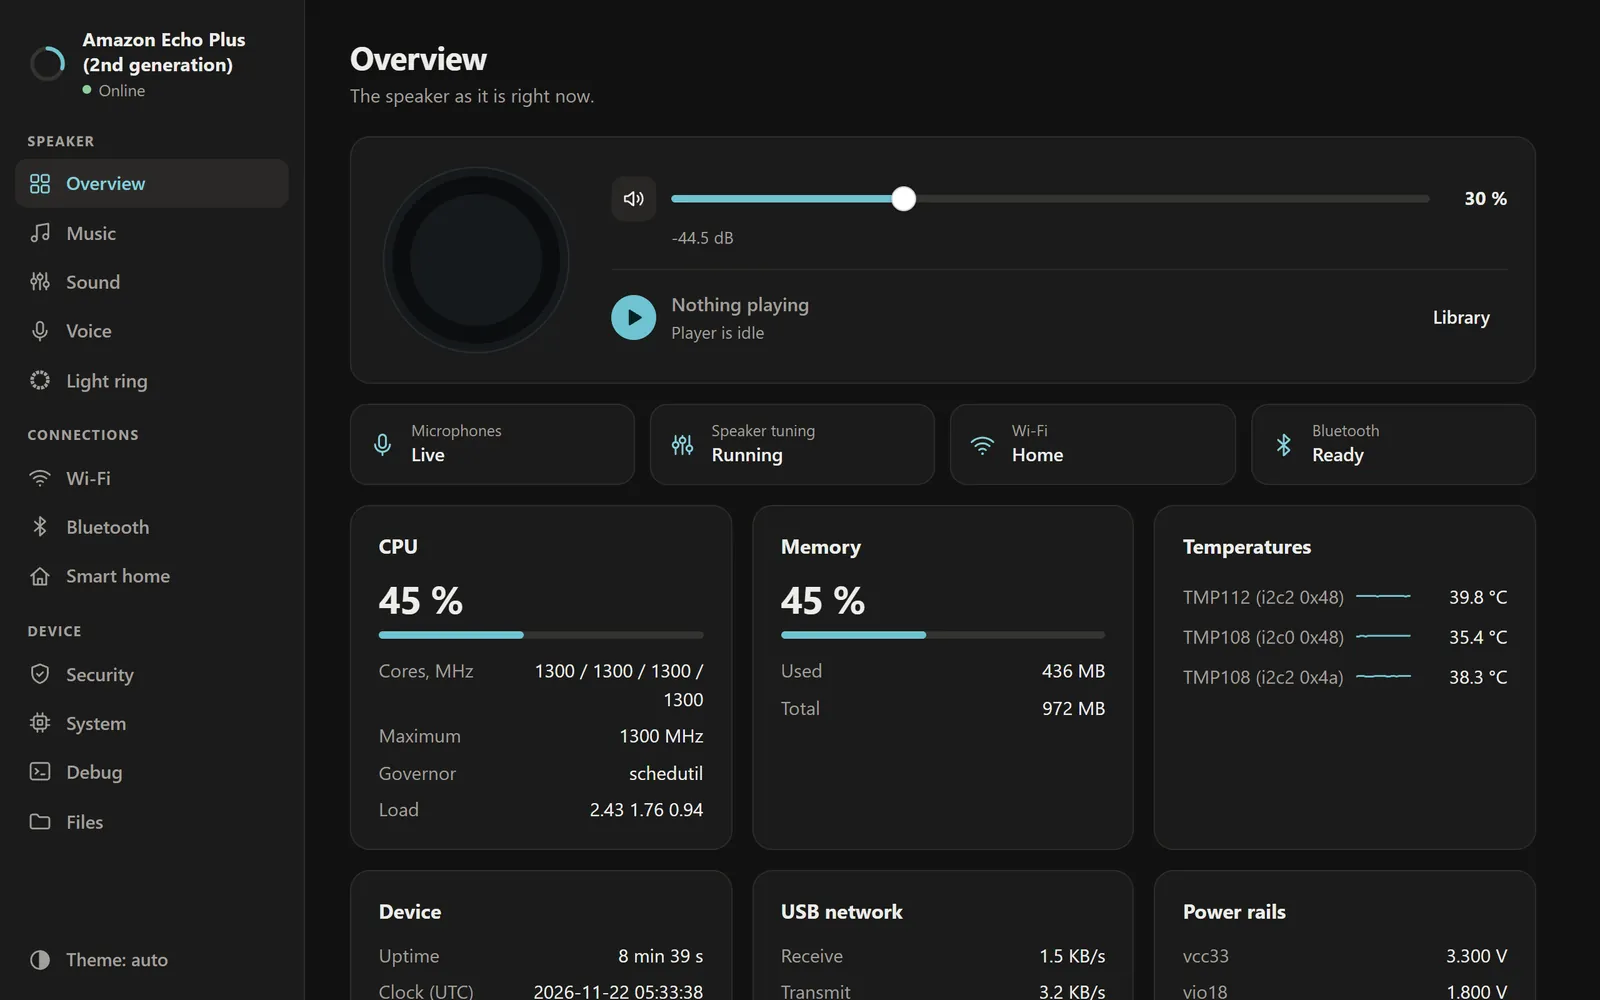 Amazon Echo Plus
(2nd generation)
Online
SPEAKER
Overview
Music
Sound
Voice
Light ring
CONNECTIONS
Wi-Fi
Bluetooth
Smart home
DEVICE
Security
System
Debug
Files
Theme: auto
Overview
The speaker as it is right now.
30 %
-44.5 dB
Nothing playing
Player is idle
Library
Microphones
Live
Speaker tuning
Running
Wi-Fi
Home
Bluetooth
Ready
CPU
45 %
Cores, MHz 1300 / 1300 / 1300 /
1300
Maximum 1300 MHz
Governor schedutil
Load 2.43 1.76 0.94
Memory
45 %
Used 436 MB
Total 972 MB
Temperatures
TMP112 (i2c2 0x48) 39.8 °C
TMP108 (i2c0 0x48) 35.4 °C
TMP108 (i2c2 0x4a) 38.3 °C
Device
Uptime 8 min 39 s
Clock (UTC) 2026-11-22 05:33:38
USB network
Receive 1.5 KB/s
Transmit 3.2 KB/s
Power rails
vcc33 3.300 V
vio18 1.800 V